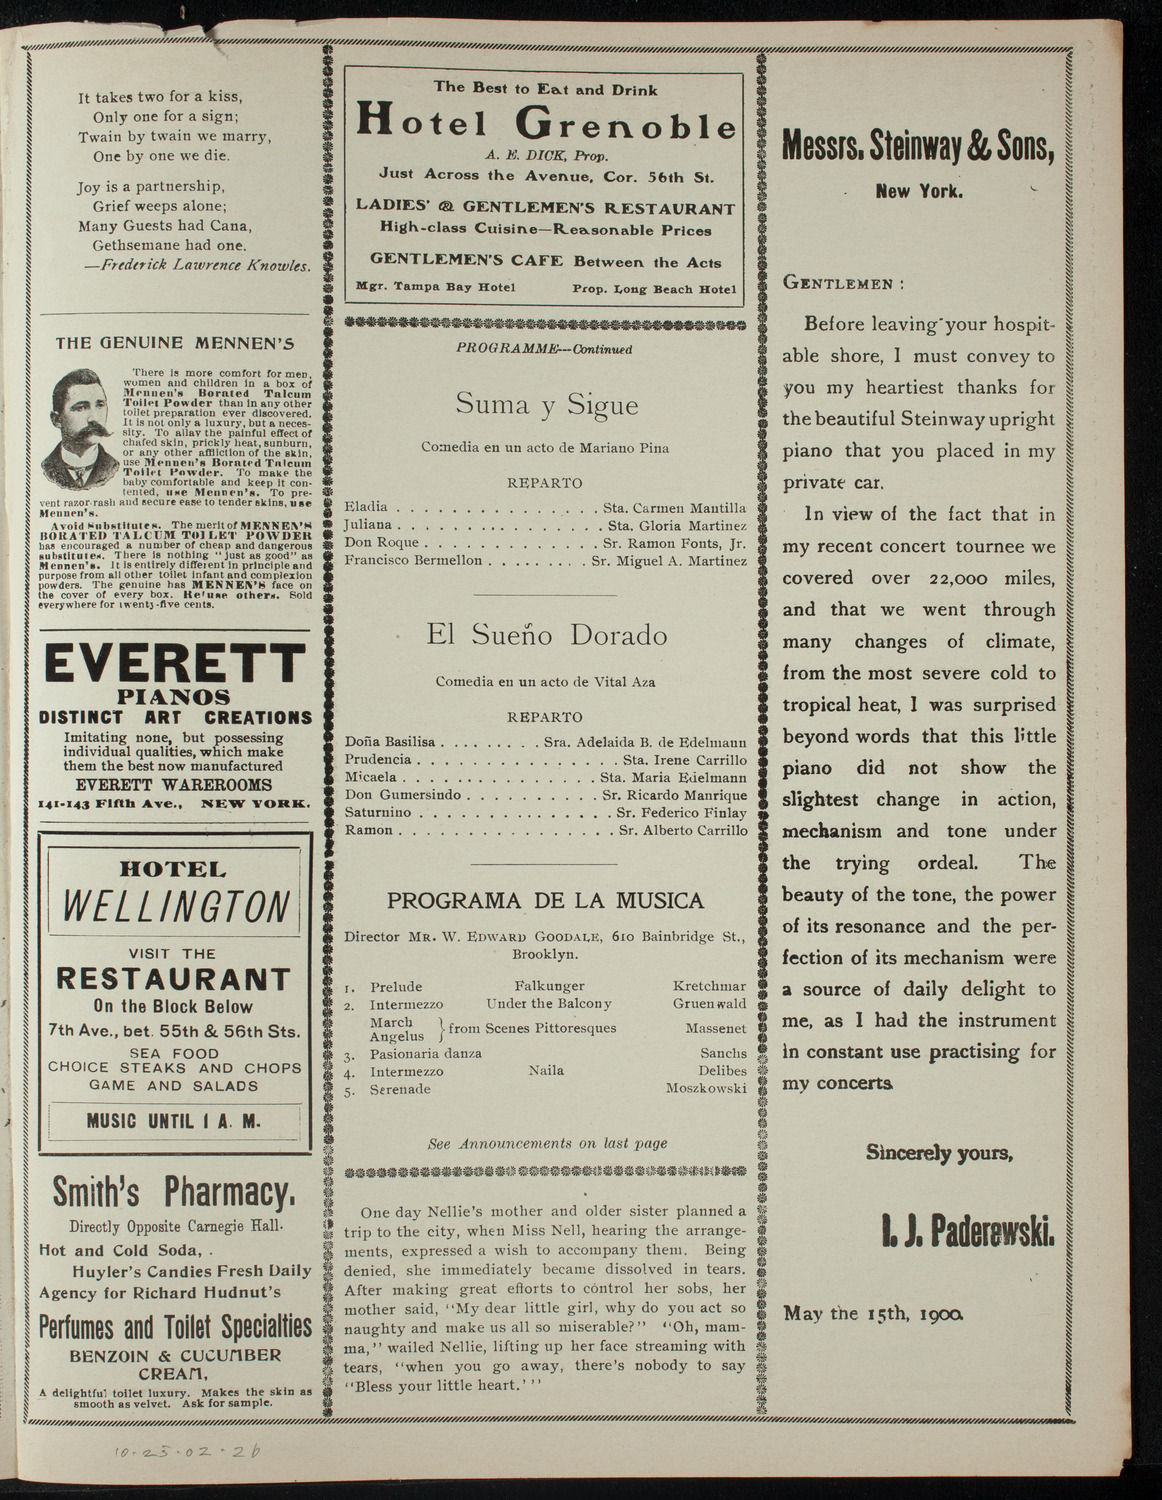 It takes two for a kiss,
Only one for a sign;
Twain by twain we marry,
One by one we die.
Joy is a partnership,
Grief weeps alone;
Many Guests had Cana,
Gethsemane had one.
—Frederick Lawrence Knowles.
THE GENUINE MENNEN'S
There is more comfort for men,
women and children in a box of
Mennen's Borated Talcum
Toilet Powder than in any other
toilet preparation ever discovered.
It is not only a luxury, but a neces-
sity. To allay the painful effect of
chafed skin, prickly heat, sunburn,
or any other affliction of the skin,
use Mennen's Borated Talcum
Toilet Powder. To make the
baby comfortable and keep it con-
tented, use Mennen's. To pre-
vent razor-rash and secure ease to tender skins, use
Mennen's.
Avoid Substitutes. The merit of MENNEN'S
BORATED TALCUM TOILET POWDER
has encouraged a number of cheap and dangerous
substitutes. There is nothing "just as good" as
Mennen's. It is entirely different in principle and
purpose from all other toilet infant and complexion
powders. The genuine has MENNEN'S face on
the cover of every box. Refuse others. Sold
everywhere for twenty-five cents.
EVERETT
PIANOS
DISTINCT ART CREATIONS
Imitating none, but possessing
individual qualities, which make
them the best now manufactured
EVERETT WAREROOMS
141-143 Fifth Ave., NEW YORK.
HOTEL
WELLINGTON
VISIT THE
RESTAURANT
On the Block Below
7th Ave., bet. 55th & 56th Sts.
SEA FOOD
CHOICE STEAKS AND CHOPS
GAME AND SALADS
MUSIC UNTIL 1 A. M.
Smith's Pharmacy,
Directly Opposite Carnegie Hall.
Hot and Cold Soda,
Huyler's Candies Fresh Daily
Agency for Richard Hudnut's
Perfumes and Toilet Specialties
BENZOIN & CUCUMBER
CREAM,
A delightful toilet luxury. Makes the skin as
smooth as velvet. Ask for sample.
The Best to Eat and Drink
Hotel Grenoble
A. E. DICK, Prop.
Just Across the Avenue, Cor. 56th St.
LADIES' @ GENTLEMEN'S RESTAURANT
High-class Cuisine—Reasonable Prices
GENTLEMEN'S CAFE Between the Acts
Mgr. Tampa Bay Hotel Prop. Long Beach Hotel
PROGRAMME---Continued
Suma y Sigue
Comedia en un acto de Mariano Pina
REPARTO
Eladia . . . . . . . . . . . . . . . . Sta. Carmen Mantilla
Juliana . . . . . . . . . . . . . . . . Sta. Gloria Martinez
Don Roque . . . . . . . . . . . . . Sr. Ramon Fonts, Jr.
Francisco Bermellon . . . . . . . . Sr. Miguel A. Martinez
El Sueño Dorado
Comedia en un acto de Vital Aza
REPARTO
Doña Basilisa . . . . . . . . . Sra. Adelaida B. de Edelmann
Prudencia . . . . . . . . . . . . . . . . Sta. Irene Carrillo
Micaela . . . . . . . . . . . . . . . Sta. Maria Edelmann
Don Gumersindo . . . . . . . . . . Sr. Ricardo Manrique
Saturnino . . . . . . . . . . . . . . . Sr. Federico Finlay
Ramon . . . . . . . . . . . . . . . . . Sr. Alberto Carrillo
PROGRAMA DE LA MUSICA
Director MR. W. EDWARD GOODALE, 610 Bainbridge St.,
Brooklyn.
1. Prelude Falkunger Kretchmar
2. Intermezzo Under the Balcony Gruenwald
March
Angelus } from Scenes Pittoresques Massenet
3. Pasionaria danza Sanchs
4. Intermezzo Naila Delibes
5. Serenade Moszkowski
See Announcements on last page
One day Nellie's mother and older sister planned a
trip to the city, when Miss Nell, hearing the arrange-
ments, expressed a wish to accompany them. Being
denied, she immediately became dissolved in tears.
After making great efforts to control her sobs, her
mother said, "My dear little girl, why do you act so
naughty and make us all so miserable?" "Oh, mam-
ma," wailed Nellie, lifting up her face streaming with
tears, "when you go away, there's nobody to say
"Bless your little heart.' "
Messrs. Steinway & Sons,
New York.
GENTLEMEN :
Before leaving your hospit-
able shore, I must convey to
you my heartiest thanks for
the beautiful Steinway upright
piano that you placed in my
private car.
In view of the fact that in
my recent concert tournee we
covered over 22,000 miles,
and that we went through
many changes of climate,
from the most severe cold to
tropical heat, I was surprised
beyond words that this little
piano did not show the
slightest change in action,
mechanism and tone under
the trying ordeal. The
beauty of the tone, the power
of its resonance and the per-
fection of its mechanism were
a source of daily delight to
me, as I had the instrument
in constant use practising for
my concerts.
Sincerely yours,
I. J. Paderewski.
May the 15th, 1900.
10-25-02-26